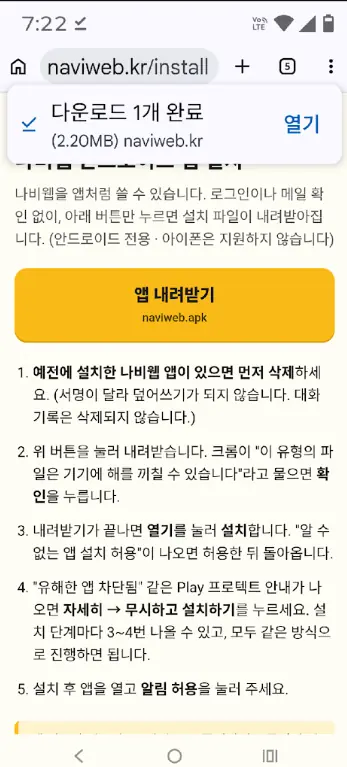 7:22
Vo) LTE
naviweb.kr/install
5
다운로드 1개 완료
(2.20MB) naviweb.kr
열기
나비웹을 앱처럼 쓸 수 있습니다. 로그인이나 메일 확
인 없이, 아래 버튼만 누르면 설치 파일이 내려받아집
니다. (안드로이드 전용 · 아이폰은 지원하지 않습니다)
앱 내려받기
naviweb.apk
1. 예전에 설치한 나비웹 앱이 있으면 먼저 삭제하세
요. (서명이 달라 덮어쓰기가 되지 않습니다. 대화
기록은 삭제되지 않습니다.)
2. 위 버튼을 눌러 내려받습니다. 크롬이 "이 유형의 파
일은 기기에 해를 끼칠 수 있습니다"라고 물으면 확
인을 누릅니다.
3. 내려받기가 끝나면 열기를 눌러 설치합니다. "알 수
없는 앱 설치 허용"이 나오면 허용한 뒤 돌아옵니다.
4. "유해한 앱 차단됨" 같은 Play 프로텍트 안내가 나
오면 자세히 → 무시하고 설치하기를 누르세요. 설
치 단계마다 3~4번 나올 수 있고, 모두 같은 방식으
로 진행하면 됩니다.
5. 설치 후 앱을 열고 알림 허용을 눌러 주세요.